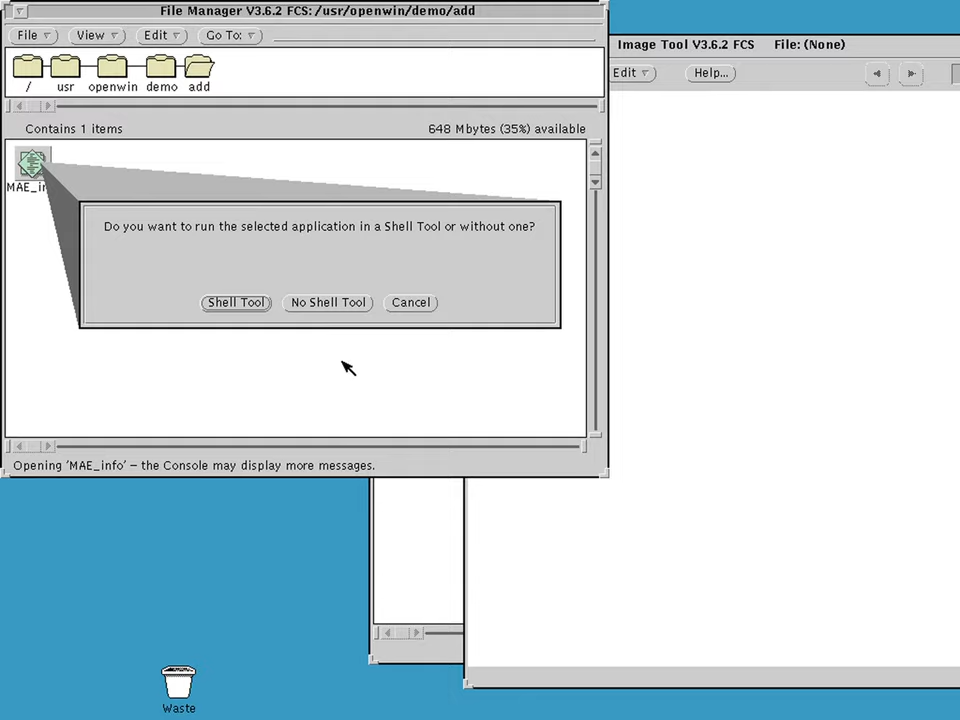 File Manager V3.6.2 FCS: /usr/openwin/demo/add
File View Edit Go To:
/ usr openwin demo add
Contains 1 items 648 Mbytes (35%) available
Do you want to run the selected application in a Shell Tool or without one?
Shell Tool No Shell Tool Cancel
Opening 'MAE_info' – the Console may display more messages.
Image Tool V3.6.2 FCS File: (None)
Edit Help...
Waste